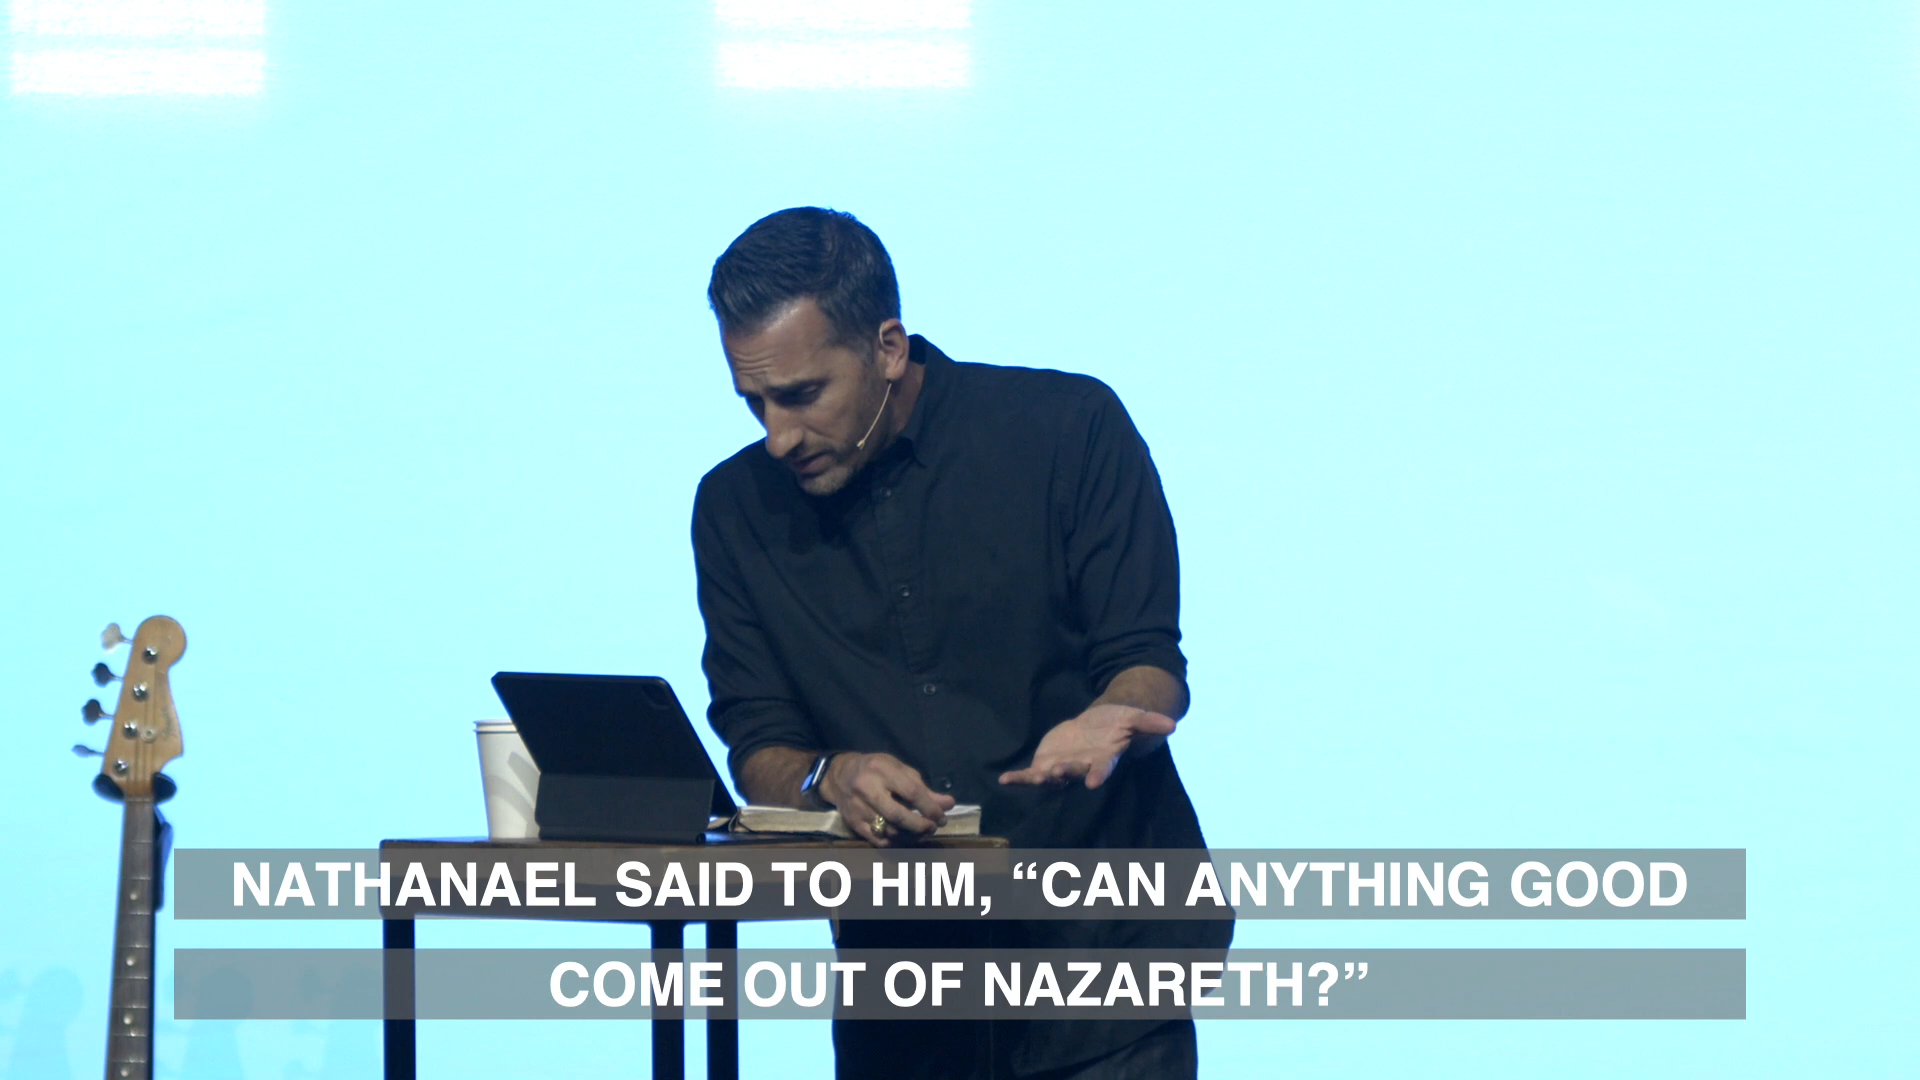 NATHANAEL SAID TO HIM, “CAN ANYTHING GOOD
COME OUT OF NAZARETH?”